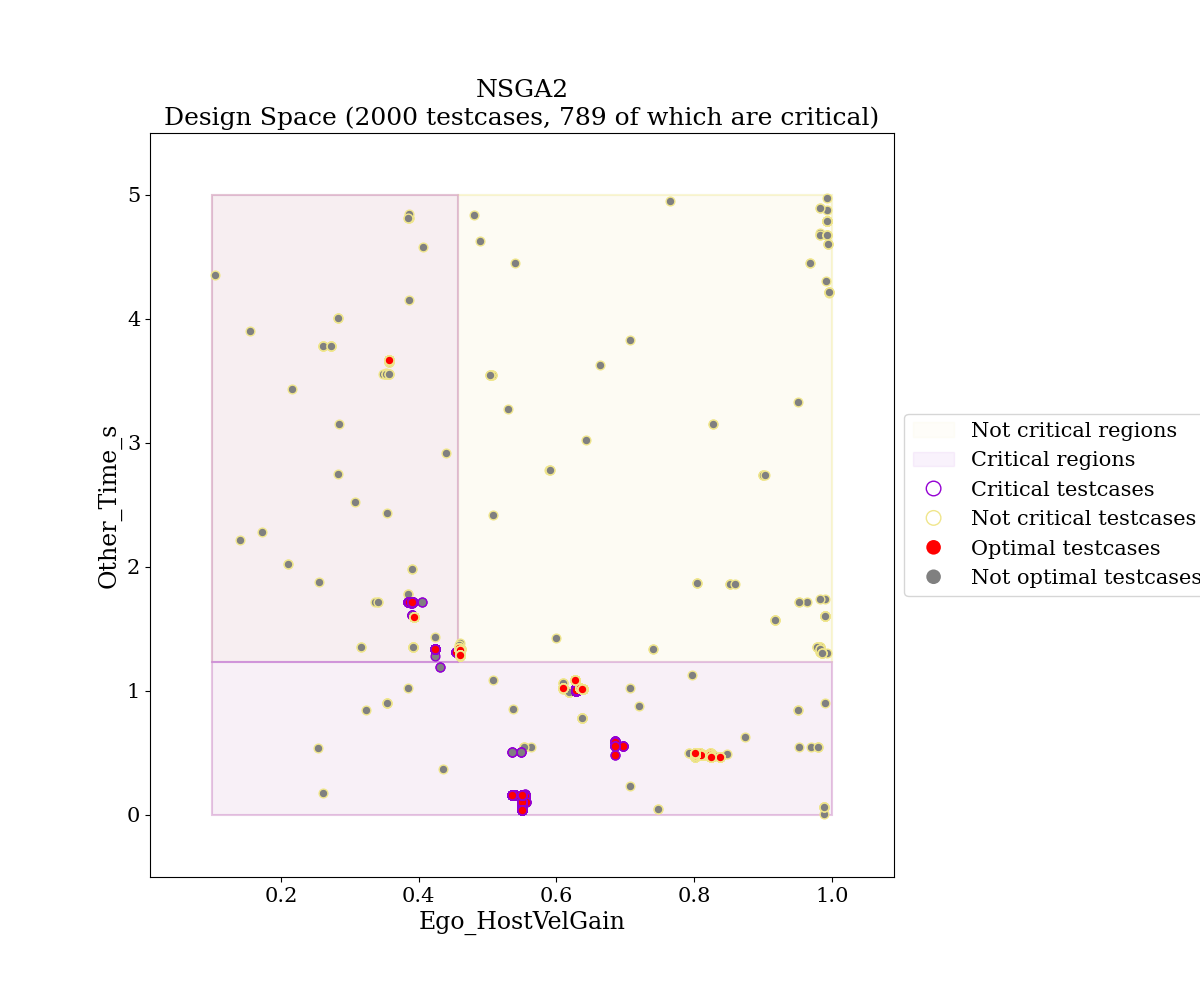 NSGA2
Design Space (2000 testcases, 789 of which are critical)
5
4
3
2
1
0
Other_Time_s
0.2
0.4
0.6
0.8
1.0
Ego_HostVelGain
Not critical regions
Critical regions
Critical testcases
Not critical testcases
Optimal testcases
Not optimal testcases